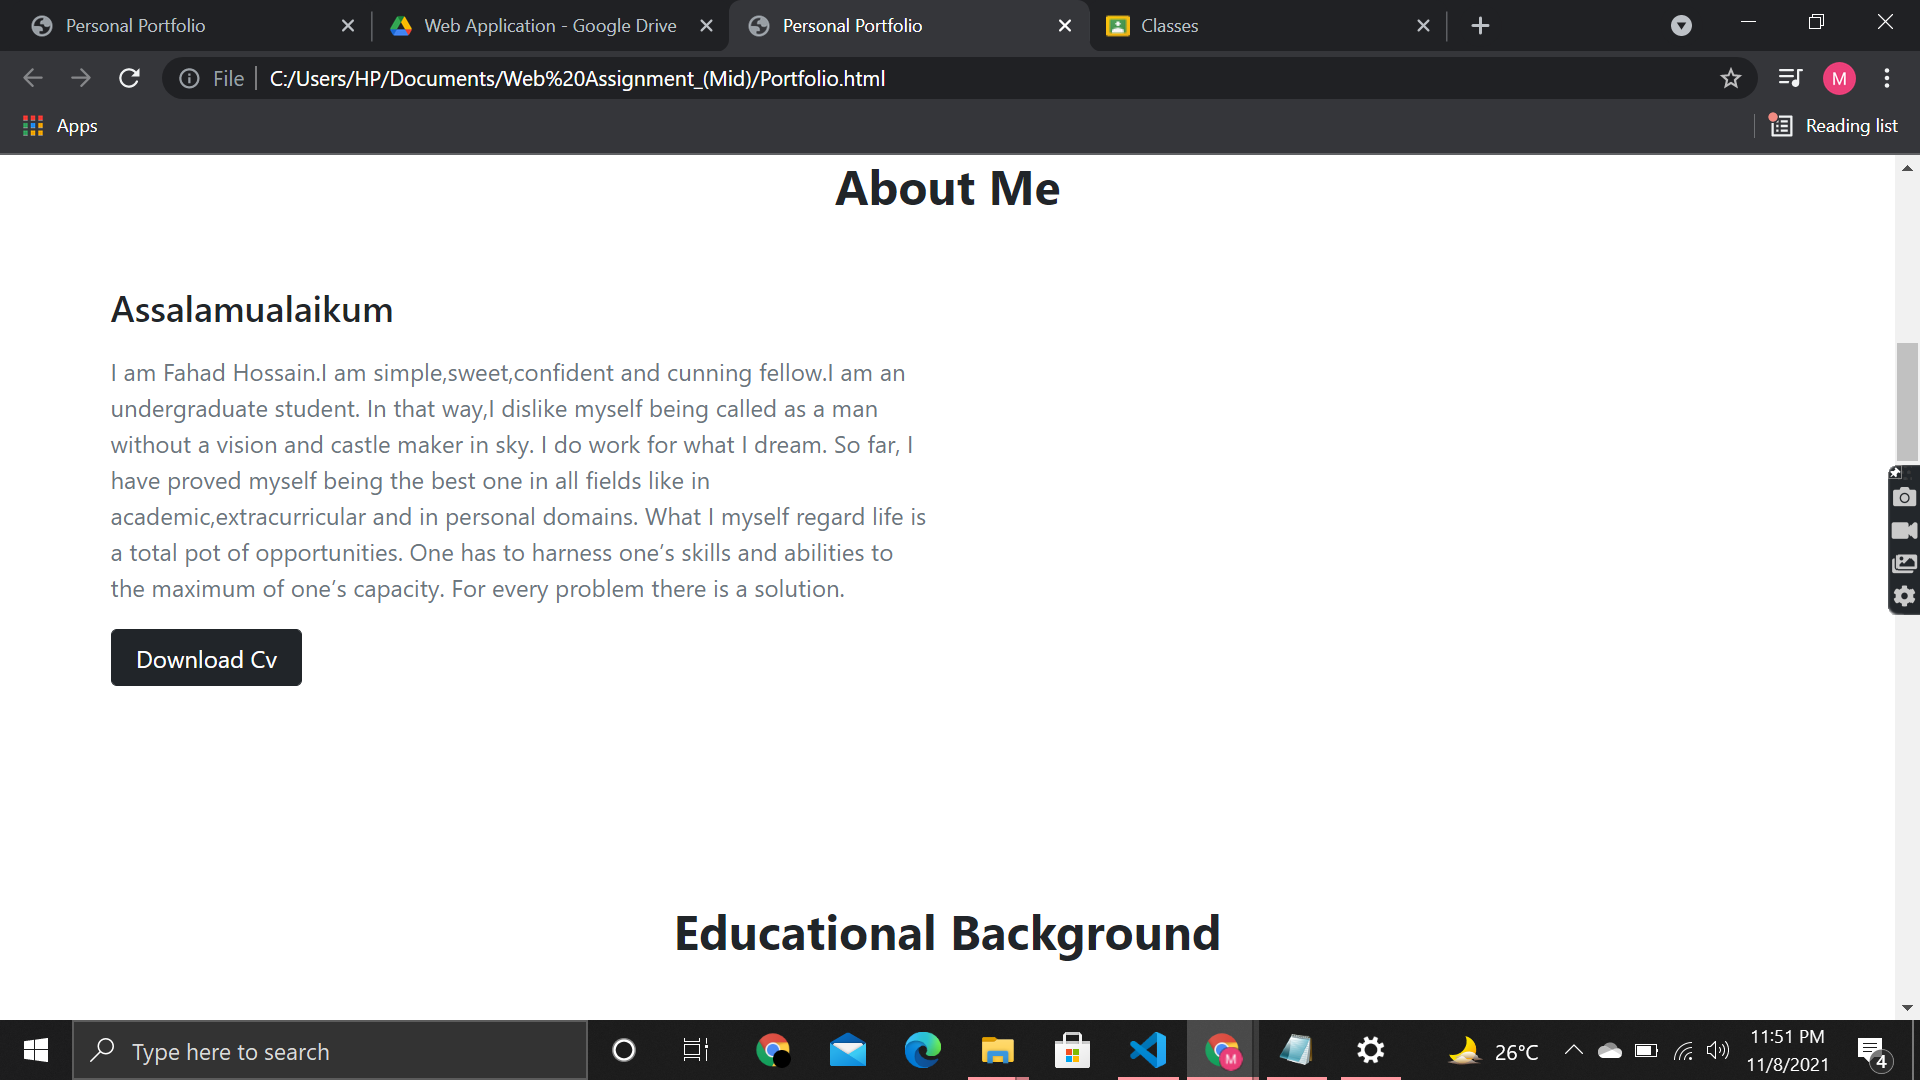 Personal Portfolio
Web Application - Google Drive
Personal Portfolio
Classes
File
C:/Users/HP/Documents/Web%20Assignment_(Mid)/Portfolio.html
M
Apps
Reading list
About Me
Assalamualaikum
I am Fahad Hossain.I am simple,sweet,confident and cunning fellow.I am an
undergraduate student. In that way,I dislike myself being called as a man
without a vision and castle maker in sky. I do work for what I dream. So far, I
have proved myself being the best one in all fields like in
academic,extracurricular and in personal domains. What I myself regard life is
a total pot of opportunities. One has to harness one’s skills and abilities to
the maximum of one’s capacity. For every problem there is a solution.
Download Cv
Educational Background
Type here to search
M
26°C
11:51 PM
11/8/2021
4